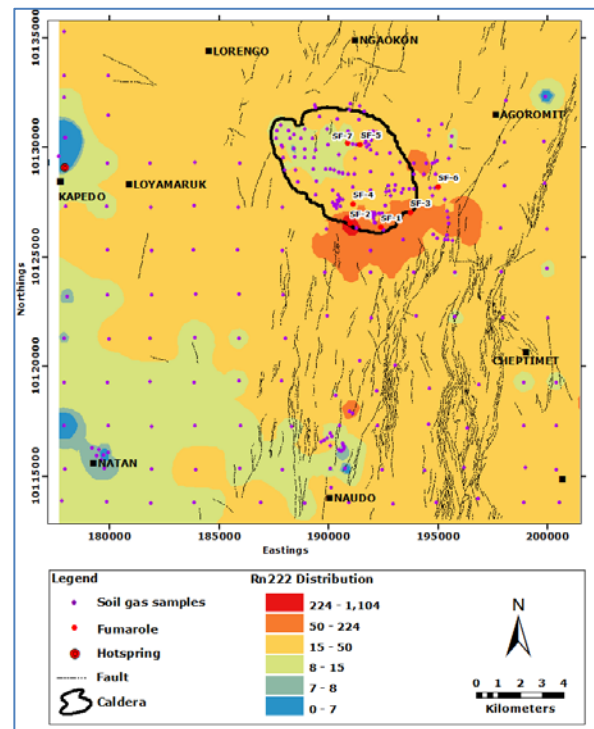 10135000
10130000
10125000
10120000
10115000
Northings
NGAOKON
LORENGO
AGOROMIT
SF-7
SF-5
SF-6
LOYAMARUK
KAPEDO
SF-4
SF-3
SF-2
SF-1
CHEPTIMET
NATAN
NAUDO
180000 185000 190000 195000 200000
Eastings
Legend
Soil gas samples
Fumarole
Hotspring
Fault
Caldera
Rn222 Distribution
224 - 1,104
50 - 224
15 - 50
8 - 15
7 - 8
0 - 7
N
0 1 2 3 4
Kilometers